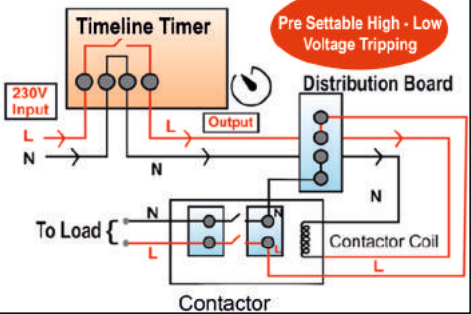 Timeline Timer
Pre Settable High - Low
Voltage Tripping
230V
Input
L
N
L
Output
N
Distribution Board
N
To Load {
N
L
N
L
Contactor Coil
L
Contactor